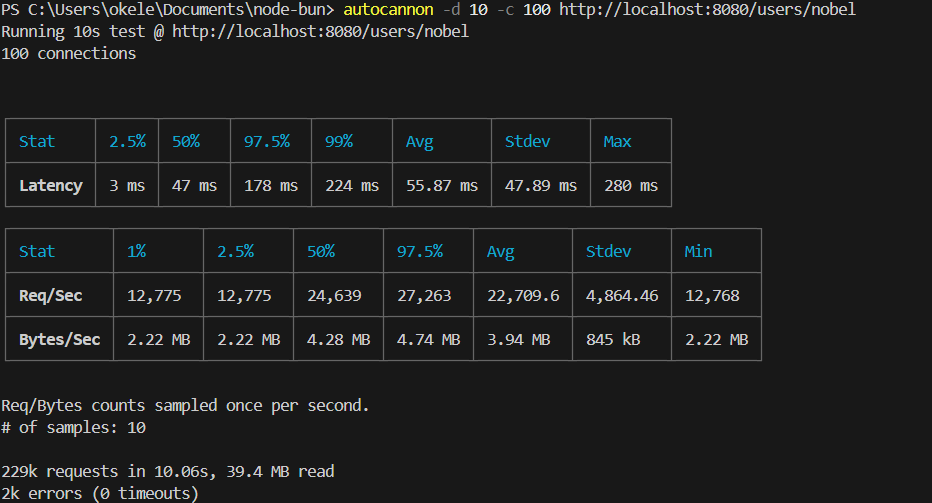 PS C:\Users\okele\Documents\node-bun> autocannon -d 10 -c 100 http://localhost:8080/users/nobel
Running 10s test @ http://localhost:8080/users/nobel
100 connections
Stat 2.5% 50% 97.5% 99% Avg Stdev Max
Latency 3 ms 47 ms 178 ms 224 ms 55.87 ms 47.89 ms 280 ms
Stat 1% 2.5% 50% 97.5% Avg Stdev Min
Req/Sec 12,775 12,775 24,639 27,263 22,709.6 4,864.46 12,768
Bytes/Sec 2.22 MB 2.22 MB 4.28 MB 4.74 MB 3.94 MB 845 kB 2.22 MB
Req/Bytes counts sampled once per second.
# of samples: 10
229k requests in 10.06s, 39.4 MB read
2k errors (0 timeouts)